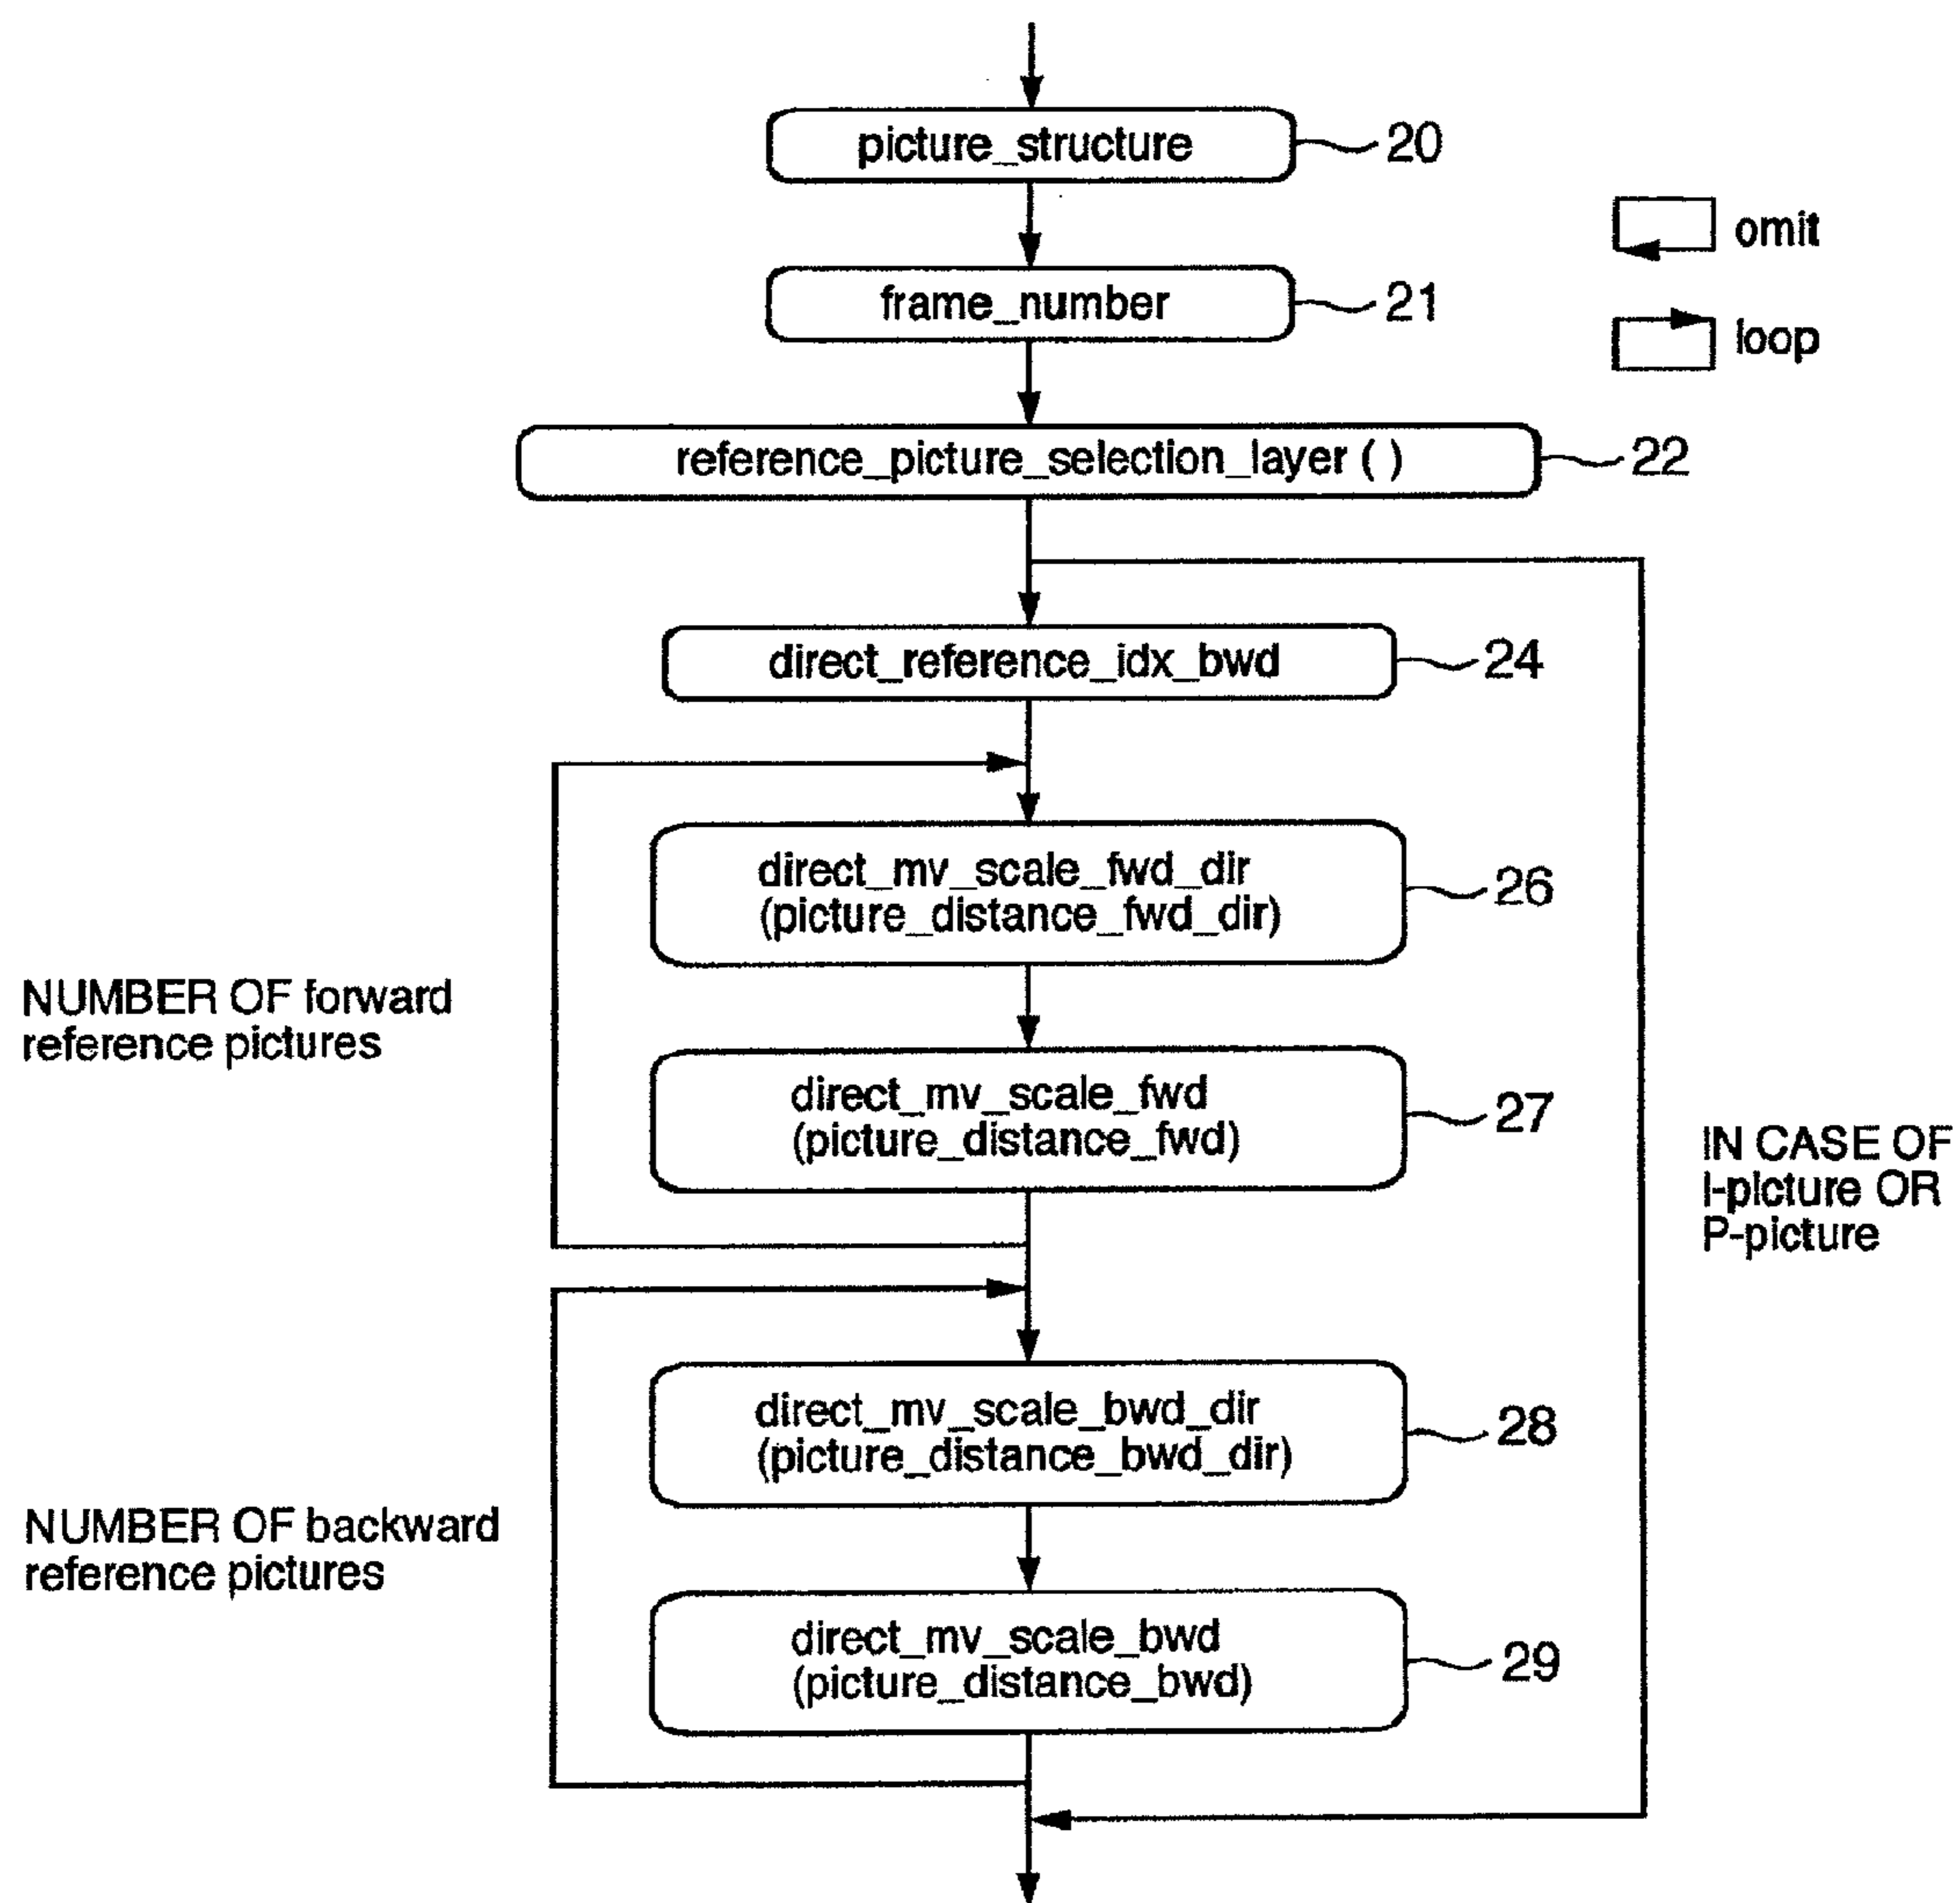 picture_structure
20
omit
frame_number
21
loop
reference_picture_selection_layer ( )
22
direct_reference_idx_bwd
24
direct_mv_scale_fwd_dir
(picture_distance_fwd_dir)
26
NUMBER OF forward
reference pictures
direct_mv_scale_fwd
(picture_distance_fwd)
27
IN CASE OF
I-picture OR
P-picture
direct_mv_scale_bwd_dir
(picture_distance_bwd_dir)
28
NUMBER OF backward
reference pictures
direct_mv_scale_bwd
(picture_distance_bwd)
29